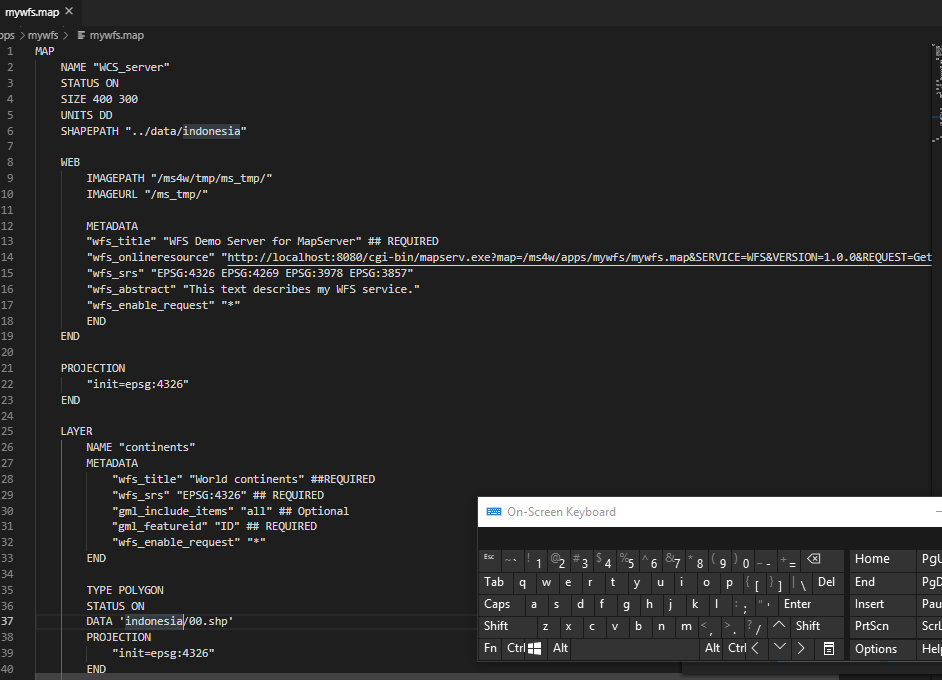 mywfs.map ×
pps > mywfs > mywfs.map
1 MAP
2 NAME "WCS_server"
3 STATUS ON
4 SIZE 400 300
5 UNITS DD
6 SHAPEPATH "../data/indonesia"
7
8 WEB
9 IMAGEPATH "/ms4w/tmp/ms_tmp/"
10 IMAGEURL "/ms_tmp/"
11
12 METADATA
13 "wfs_title" "WFS Demo Server for MapServer" ## REQUIRED
14 "wfs_onlineresource" "http://localhost:8080/cgi-bin/mapserv.exe?map=/ms4w/apps/mywfs/mywfs.map&SERVICE=WFS&VERSION=1.0.0&REQUEST=Get
15 "wfs_srs" "EPSG:4326 EPSG:4269 EPSG:3978 EPSG:3857"
16 "wfs_abstract" "This text describes my WFS service."
17 "wfs_enable_request" "*"
18 END
19 END
20
21 PROJECTION
22 "init=epsg:4326"
23 END
24
25 LAYER
26 NAME "continents"
27 METADATA
28 "wfs_title" "World continents" ##REQUIRED
29 "wfs_srs" "EPSG:4326" ## REQUIRED
30 "gml_include_items" "all" ## Optional
31 "gml_featureid" "ID" ## REQUIRED
32 "wfs_enable_request" "*"
33 END
34
35 TYPE POLYGON
36 STATUS ON
37 DATA 'indonesia/00.shp'
38 PROJECTION
39 "init=epsg:4326"
40 END
On-Screen Keyboard
Esc ~ ` ! 1 @ 2 # 3 $ 4 % 5 ^ 6 & 7 * 8 ( 9 ) 0 _ - + = Home PgU
Tab q w e r t y u i o p { [ } ] | \ Del End PgD
Caps a s d f g h j k l : ; " ' Enter Insert Pau
Shift z x c v b n m < , > . ? / Shift PrtScn ScrL
Fn Ctrl Alt Alt Ctrl Options Help